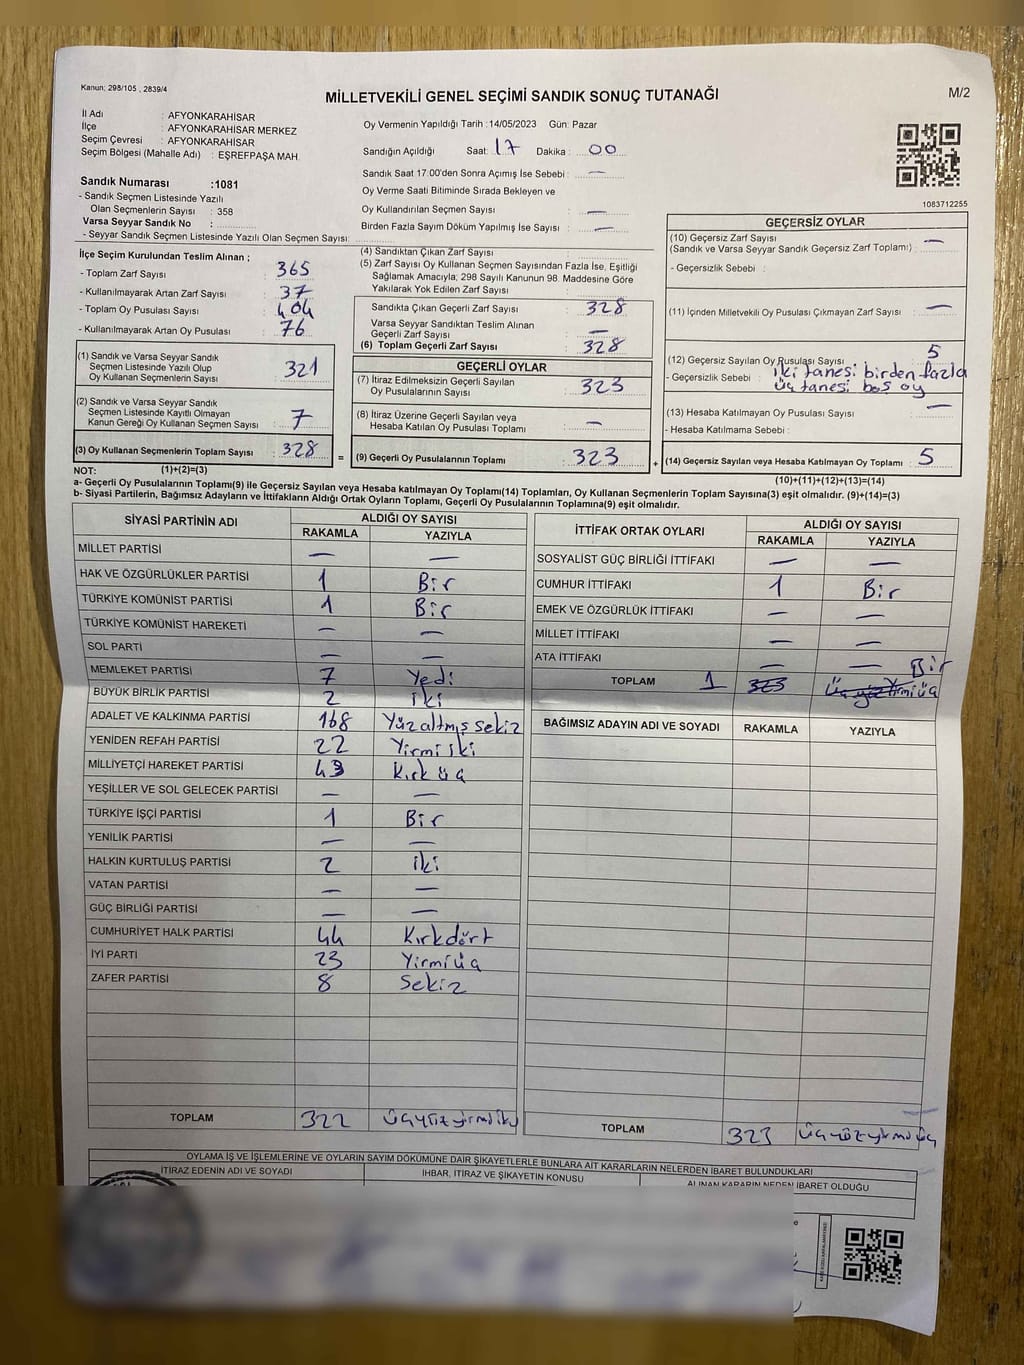 Kanun: 298/105 , 2839/4
MİLLETVEKİLİ GENEL SEÇİMİ SANDIK SONUÇ TUTANAĞI
M/2
İl Adı : AFYONKARAHİSAR
İlçe : AFYONKARAHİSAR MERKEZ
Seçim Çevresi : AFYONKARAHİSAR
Seçim Bölgesi (Mahalle Adı) : EŞREFPAŞA MAH.
Sandık Numarası :1081
- Sandık Seçmen Listesinde Yazılı
Olan Seçmenlerin Sayısı : 358
Varsa Seyyar Sandık No :
- Seyyar Sandık Seçmen Listesinde Yazılı Olan Seçmen Sayısı:
Oy Vermenin Yapıldığı Tarih :14/05/2023 Gün: Pazar
Sandığın Açıldığı Saat: 17 Dakika : 00
Sandık Saat 17.00'den Sonra Açımış İse Sebebi : —
Oy Verme Saati Bitiminde Sırada Bekleyen ve
Oy Kullandırılan Seçmen Sayısı : —
Birden Fazla Sayım Döküm Yapılmış İse Sayısı : —
1083712255
İlçe Seçim Kurulundan Teslim Alınan ;
- Toplam Zarf Sayısı : 365
- Kullanılmayarak Artan Zarf Sayısı : 37
- Toplam Oy Pusulası Sayısı : 404
- Kullanılmayarak Artan Oy Pusulası : 76
(1) Sandık ve Varsa Seyyar Sandık
Seçmen Listesinde Yazılı Olup
Oy Kullanan Seçmenlerin Sayısı : 321
(2) Sandık ve Varsa Seyyar Sandık
Seçmen Listesinde Kayıtlı Olmayan
Kanun Gereği Oy Kullanan Seçmen Sayısı : 7
(3) Oy Kullanan Seçmenlerin Toplam Sayısı : 328
(4) Sandıktan Çıkan Zarf Sayısı :
(5) Zarf Sayısı Oy Kullanan Seçmen Sayısından Fazla İse, Eşitliği
Sağlamak Amacıyla; 298 Sayılı Kanunun 98. Maddesine Göre
Yakılarak Yok Edilen Zarf Sayısı :
Sandıkta Çıkan Geçerli Zarf Sayısı : 328
Varsa Seyyar Sandıktan Teslim Alınan
Geçerli Zarf Sayısı : —
(6) Toplam Geçerli Zarf Sayısı : 328
GEÇERLİ OYLAR
(7) İtiraz Edilmeksizin Geçerli Sayılan
Oy Pusulalarının Sayısı : 323
(8) İtiraz Üzerine Geçerli Sayılan veya
Hesaba Katılan Oy Pusulası Toplamı : —
= (9) Geçerli Oy Pusulalarının Toplamı : 323
GEÇERSİZ OYLAR
(10) Geçersiz Zarf Sayısı : —
(Sandık ve Varsa Seyyar Sandık Geçersiz Zarf Toplamı)
- Geçersizlik Sebebi :
(11) İçinden Milletvekili Oy Pusulası Çıkmayan Zarf Sayısı : —
(12) Geçersiz Sayılan Oy Pusulası Sayısı : 5
- Geçersizlik Sebebi : iki tanesi birden fazla
üç tanesi boş oy
(13) Hesaba Katılmayan Oy Pusulası Sayısı : —
- Hesaba Katılmama Sebebi :
+ (14) Geçersiz Sayılan veya Hesaba Katılmayan Oy Toplamı : 5
NOT: (1)+(2)=(3)
(10)+(11)+(12)+(13)=(14)
a- Geçerli Oy Pusulalarının Toplamı(9) ile Geçersiz Sayılan veya Hesaba Katılmayan Oy Toplamı(14) Toplamları, Oy Kullanan Seçmenlerin Toplam Sayısına(3) eşit olmalıdır. (9)+(14)=(3)
b- Siyasi Partilerin, Bağımsız Adayların ve İttifakların Aldığı Ortak Oyların Toplamı, Geçerli Oy Pusulalarının Toplamına(9) eşit olmalıdır.
SİYASİ PARTİNİN ADI ALDIĞI OY SAYISI
RAKAMLA YAZIYLA
MİLLET PARTİSİ — —
HAK VE ÖZGÜRLÜKLER PARTİSİ 1 Bir
TÜRKİYE KOMÜNİST PARTİSİ 1 Bir
TÜRKİYE KOMÜNİST HAREKETİ — —
SOL PARTİ — —
MEMLEKET PARTİSİ 7 Yedi
BÜYÜK BİRLİK PARTİSİ 2 iki
ADALET VE KALKINMA PARTİSİ 168 Yüzaltmış sekiz
YENİDEN REFAH PARTİSİ 22 Yirmi iki
MİLLİYETÇİ HAREKET PARTİSİ 43 Kırk üç
YEŞİLLER VE SOL GELECEK PARTİSİ — —
TÜRKİYE İŞÇİ PARTİSİ 1 Bir
YENİLİK PARTİSİ — —
HALKIN KURTULUŞ PARTİSİ 2 iki
VATAN PARTİSİ — —
GÜÇ BİRLİĞİ PARTİSİ — —
CUMHURİYET HALK PARTİSİ 44 Kırkdört
İYİ PARTİ 23 Yirmiüç
ZAFER PARTİSİ 8 Sekiz
TOPLAM 322 üçyüzyirmiiki
İTTİFAK ORTAK OYLARI ALDIĞI OY SAYISI
RAKAMLA YAZIYLA
SOSYALİST GÜÇ BİRLİĞİ İTTİFAKI — —
CUMHUR İTTİFAKI 1 Bir
EMEK VE ÖZGÜRLÜK İTTİFAKI — —
MİLLET İTTİFAKI — —
ATA İTTİFAKI — —
Bir
TOPLAM 1 323 Üçyüzyirmiüç
BAĞIMSIZ ADAYIN ADI VE SOYADI RAKAMLA YAZIYLA
TOPLAM 323 üçyüzyirmiüç
OYLAMA İŞ VE İŞLEMLERİNE VE OYLARIN SAYIM DÖKÜMÜNE DAİR ŞİKAYETLERLE BUNLARA AİT KARARLARIN NELERDEN İBARET BULUNDUKLARI
İTİRAZ EDENİN ADI VE SOYADI İHBAR, İTİRAZ VE ŞİKAYETİN KONUSU ALINAN KARARIN NEDEN İBARET OLDUĞU